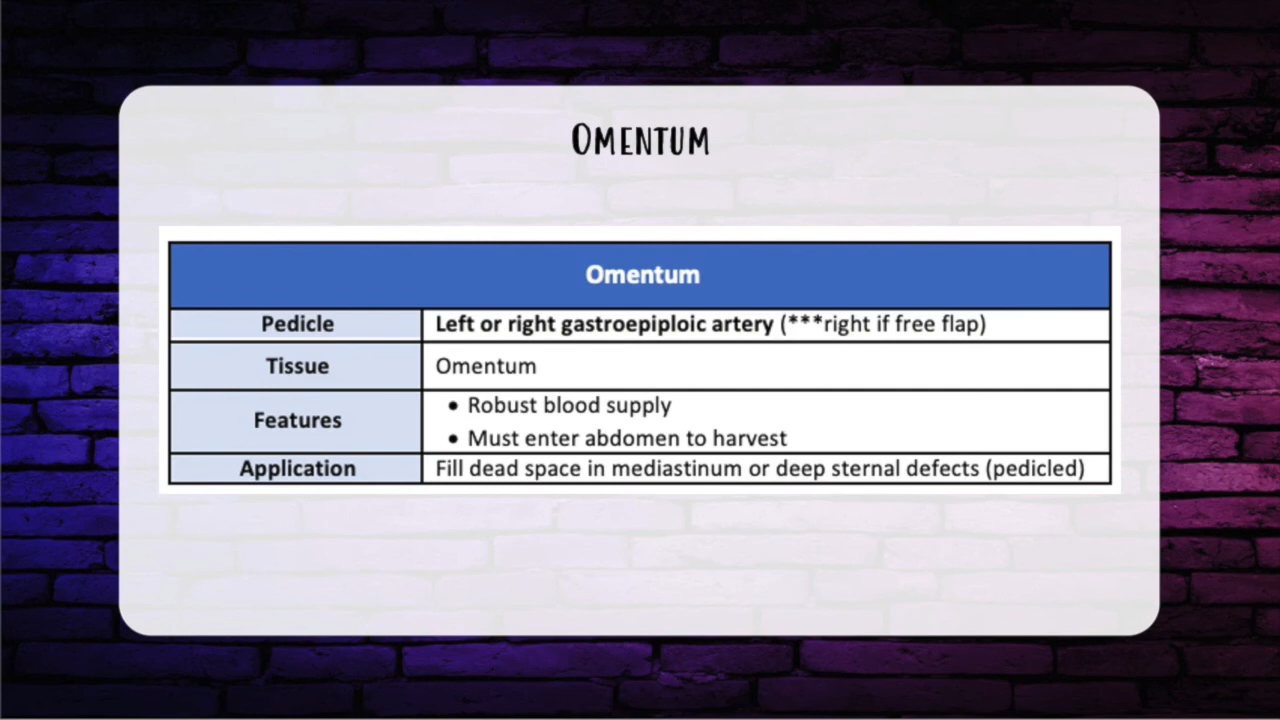 OMENTUM
Omentum
Pedicle
Left or right gastroepiploic artery (***right if free flap)
Tissue
Omentum
Features
• Robust blood supply
• Must enter abdomen to harvest
Application
Fill dead space in mediastinum or deep sternal defects (pedicled)